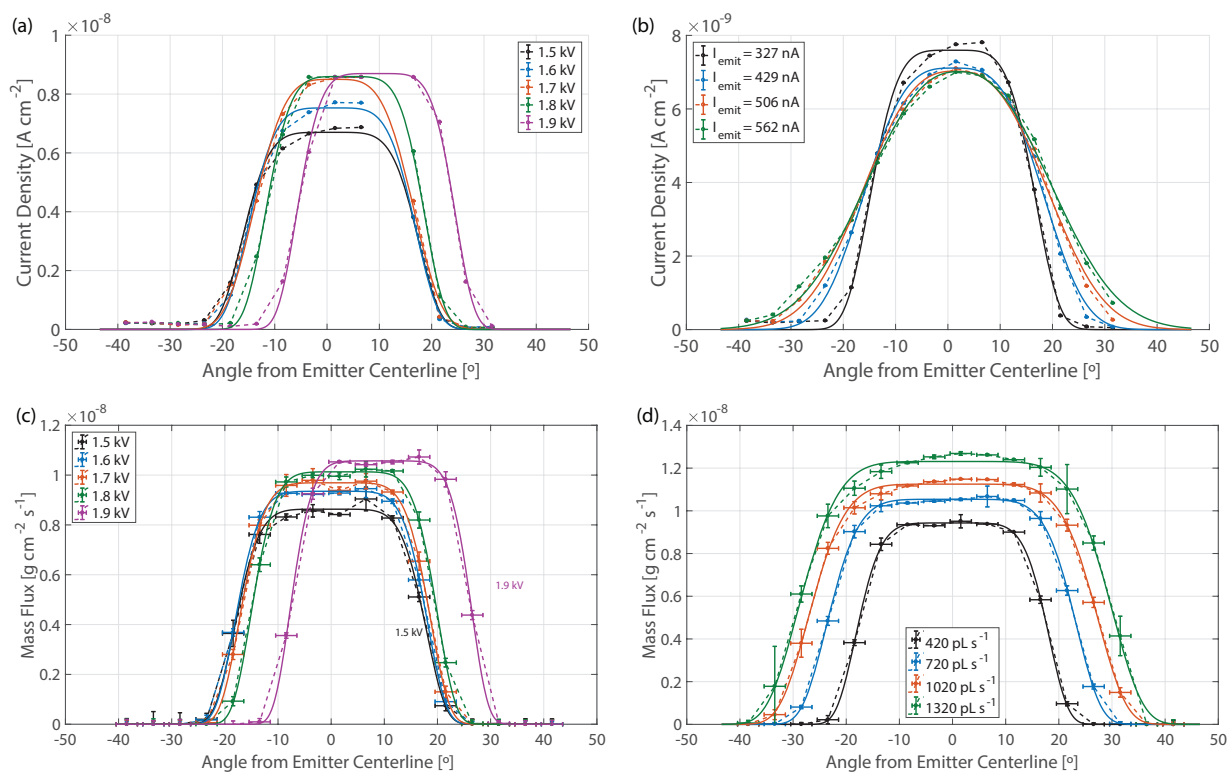 (a)
×10⁻⁸
1
0.8
0.6
0.4
0.2
0
Current Density [A cm⁻²]
-50 -40 -30 -20 -10 0 10 20 30 40 50
Angle from Emitter Centerline [º]
1.5 kV
1.6 kV
1.7 kV
1.8 kV
1.9 kV
(b)
×10⁻⁹
8
6
4
2
0
Current Density [A cm⁻²]
-50 -40 -30 -20 -10 0 10 20 30 40 50
Angle from Emitter Centerline [º]
I_emit = 327 nA
I_emit = 429 nA
I_emit = 506 nA
I_emit = 562 nA
(c)
×10⁻⁸
1.2
1
0.8
0.6
0.4
0.2
0
Mass Flux [g cm⁻² s⁻¹]
-50 -40 -30 -20 -10 0 10 20 30 40 50
Angle from Emitter Centerline [º]
1.5 kV
1.6 kV
1.7 kV
1.8 kV
1.9 kV
1.9 kV
1.5 kV
(d)
×10⁻⁸
1.4
1.2
1
0.8
0.6
0.4
0.2
0
Mass Flux [g cm⁻² s⁻¹]
-50 -40 -30 -20 -10 0 10 20 30 40 50
Angle from Emitter Centerline [º]
420 pL s⁻¹
720 pL s⁻¹
1020 pL s⁻¹
1320 pL s⁻¹